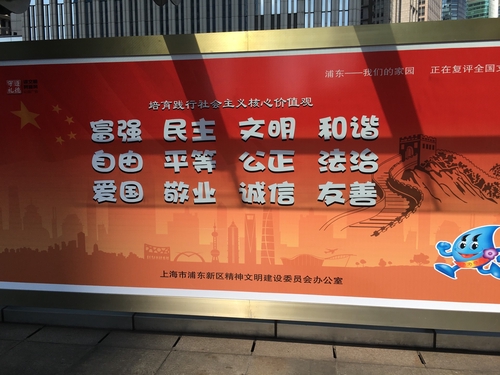 浦东——我们的家园 正在复评全国文
培育践行社会主义核心价值观
富强 民主 文明 和谐
自由 平等 公正 法治
爱国 敬业 诚信 友善
上海市浦东新区精神文明建设委员会办公室